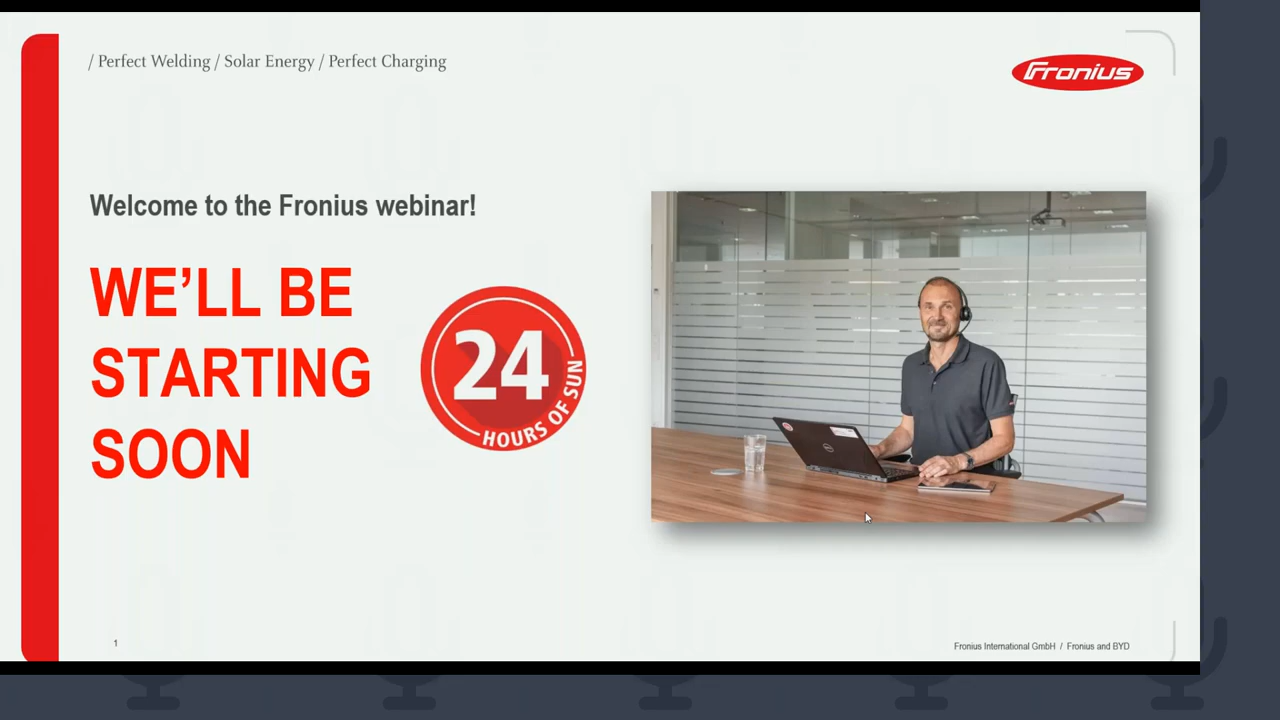 / Perfect Welding / Solar Energy / Perfect Charging
Fronius
Welcome to the Fronius webinar!
WE’LL BE
STARTING
SOON
24
HOURS OF SUN
1
Fronius International GmbH / Fronius and BYD